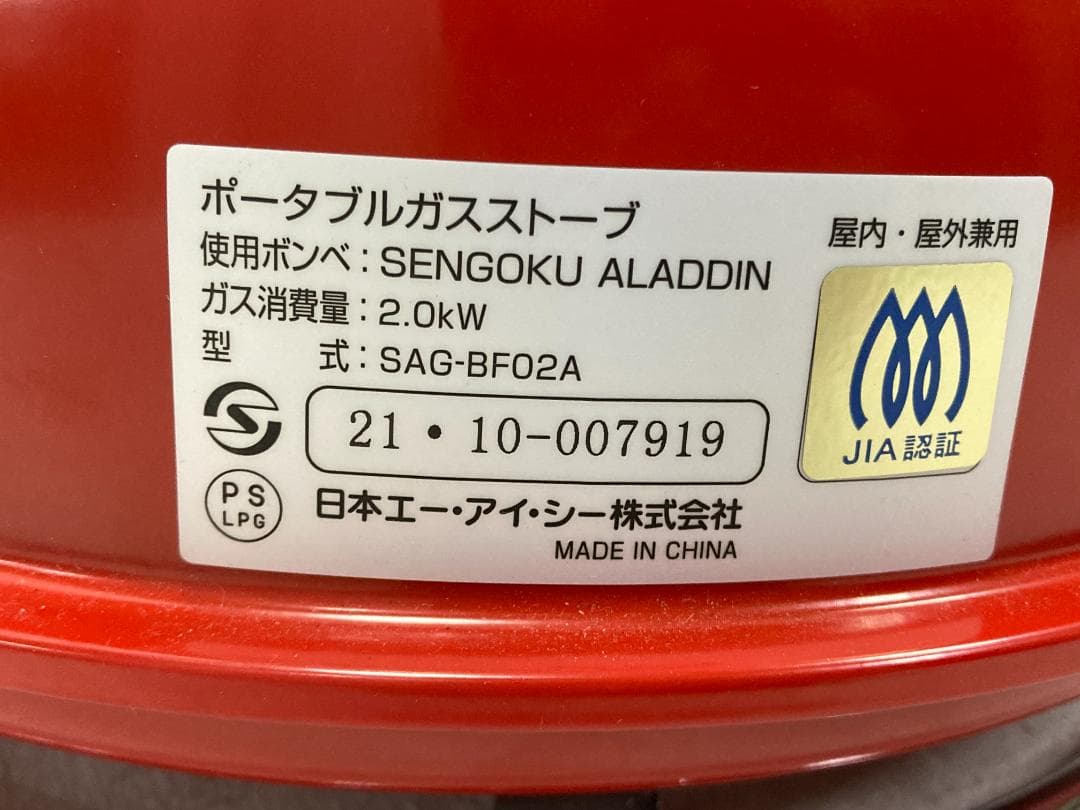 ポータブルガスストーブ
屋内・屋外兼用
使用ボンベ：SENGOKU ALADDIN
ガス消費量：2.0kW
型　　　式：SAG-BF02A
21・10-007919
JIA認証
PS
LPG
日本エー・アイ・シー株式会社
MADE IN CHINA